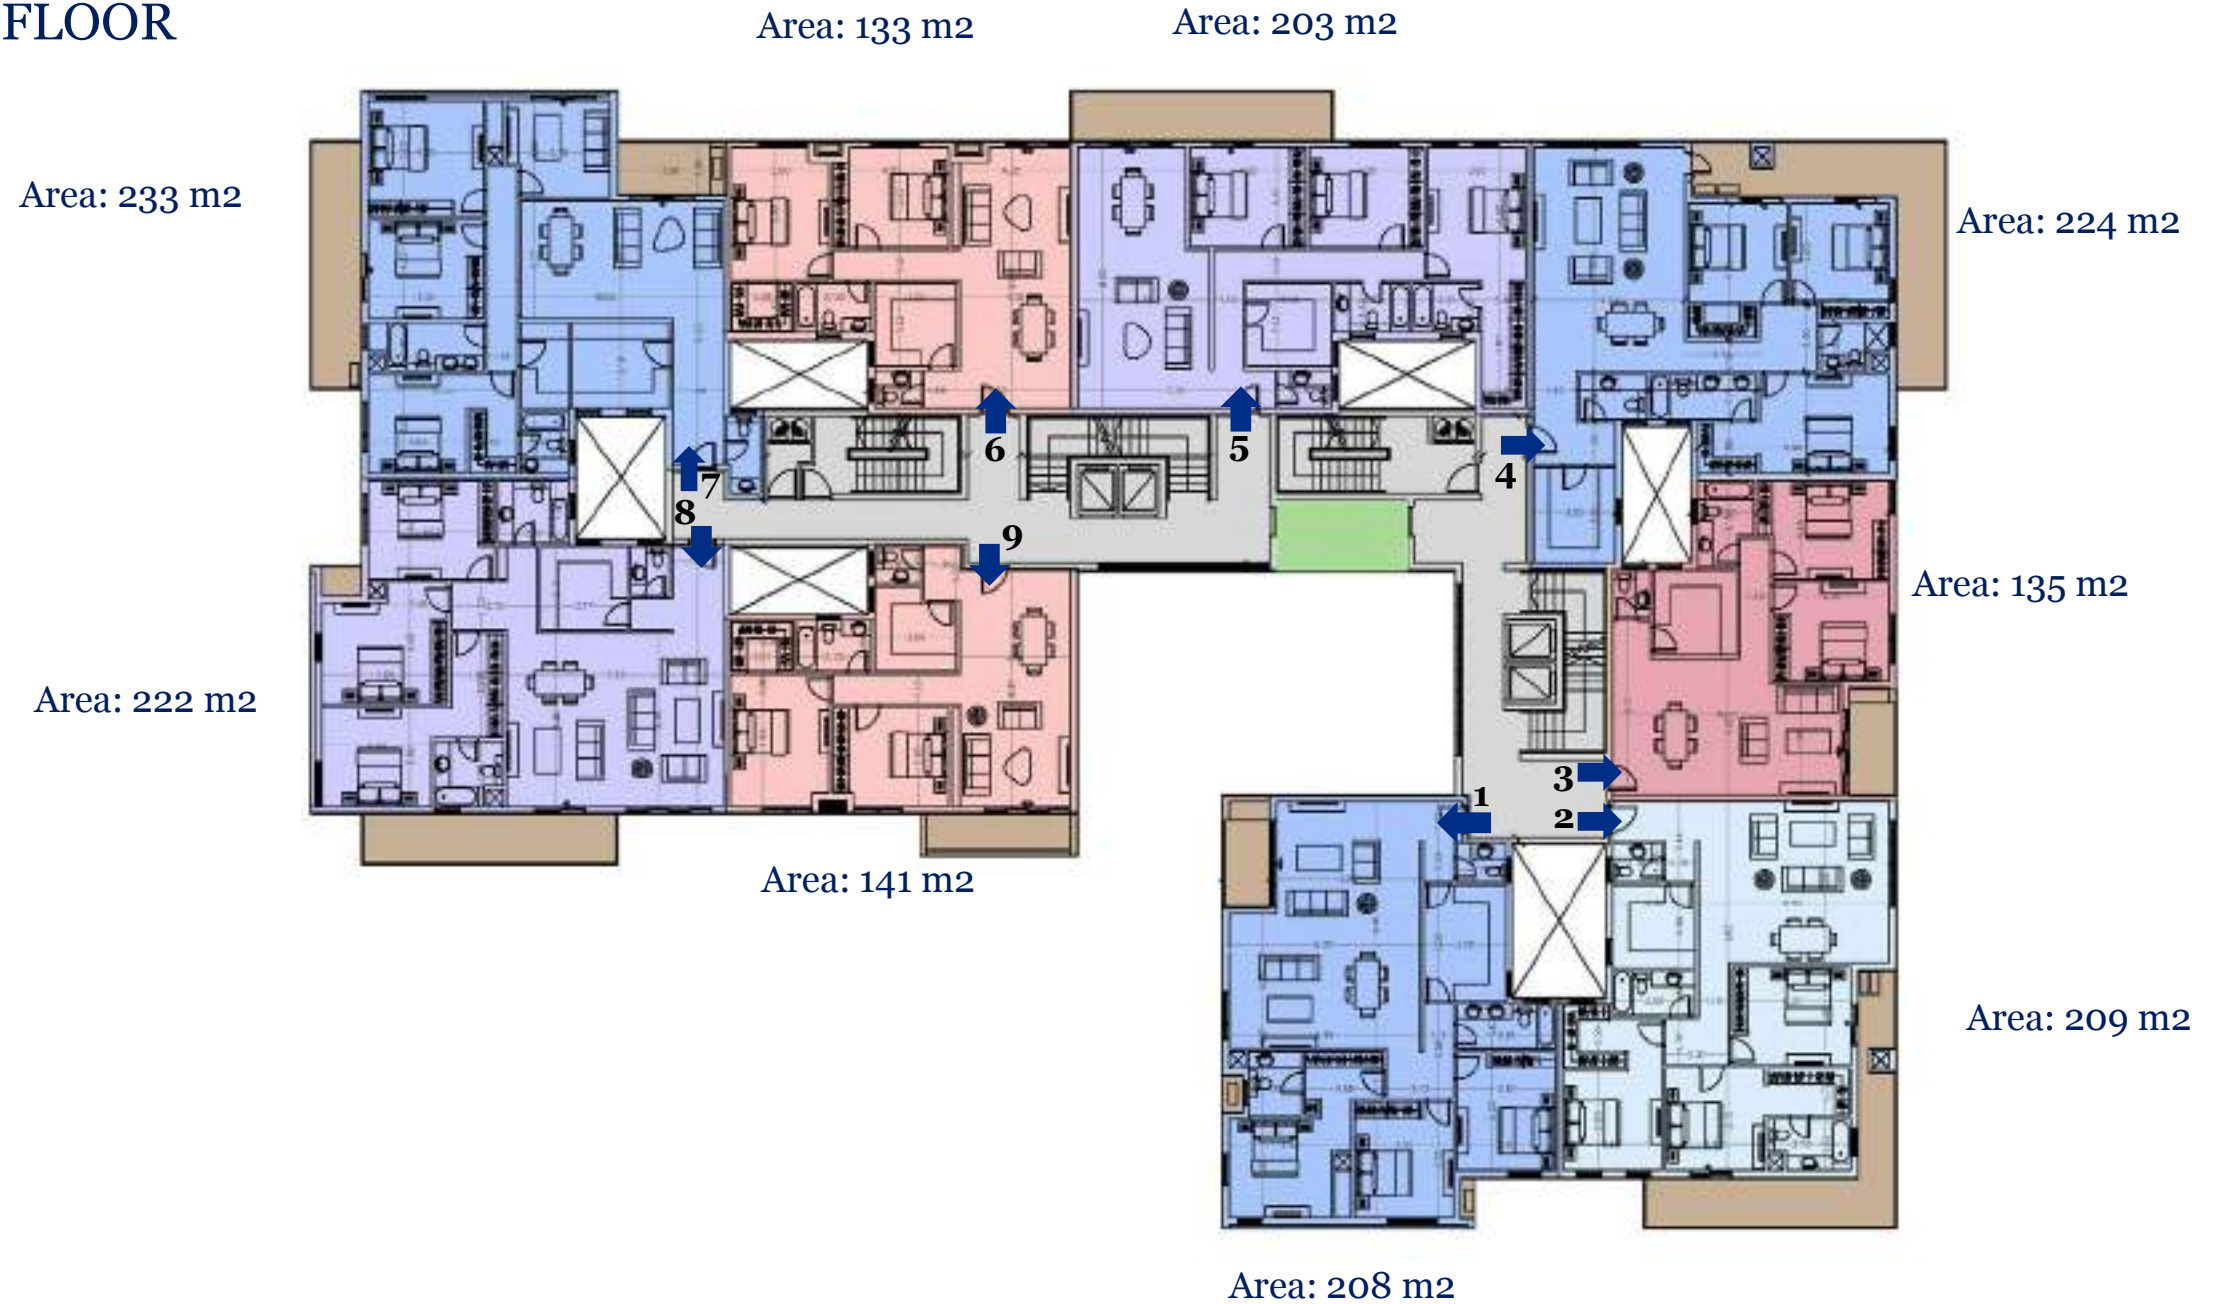 FLOOR
Area: 133 m2
Area: 203 m2
Area: 233 m2
Area: 224 m2
6
5
4
7
8
9
Area: 135 m2
Area: 222 m2
3
1
2
Area: 141 m2
Area: 209 m2
Area: 208 m2